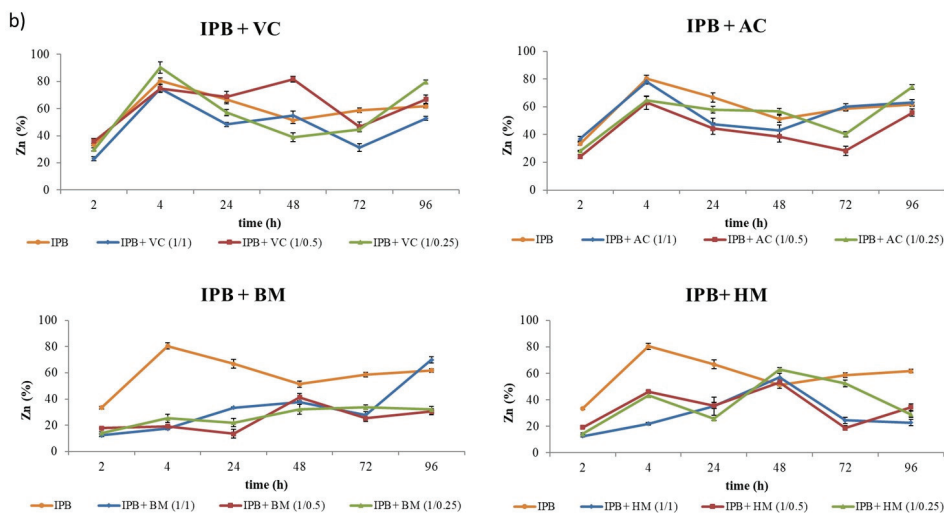 b)
IPB + VC
Zn (%)
100
80
60
40
20
0
2 4 24 48 72 96
time (h)
IPB IPB+ VC (1/1) IPB+ VC (1/0.5) IPB+ VC (1/0.25)
IPB + AC
Zn (%)
100
80
60
40
20
0
2 4 24 48 72 96
time (h)
IPB IPB+ AC (1/1) IPB+ AC (1/0.5) IPB+ AC (1/0.25)
IPB + BM
Zn (%)
100
80
60
40
20
0
2 4 24 48 72 96
time (h)
IPB IPB+ BM (1/1) IPB+ BM (1/0.5) IPB+ BM (1/0.25)
IPB+ HM
Zn (%)
100
80
60
40
20
0
2 4 24 48 72 96
time (h)
IPB IPB+ HM (1/1) IPB+ HM (1/0.5) IPB+ HM (1/0.25)